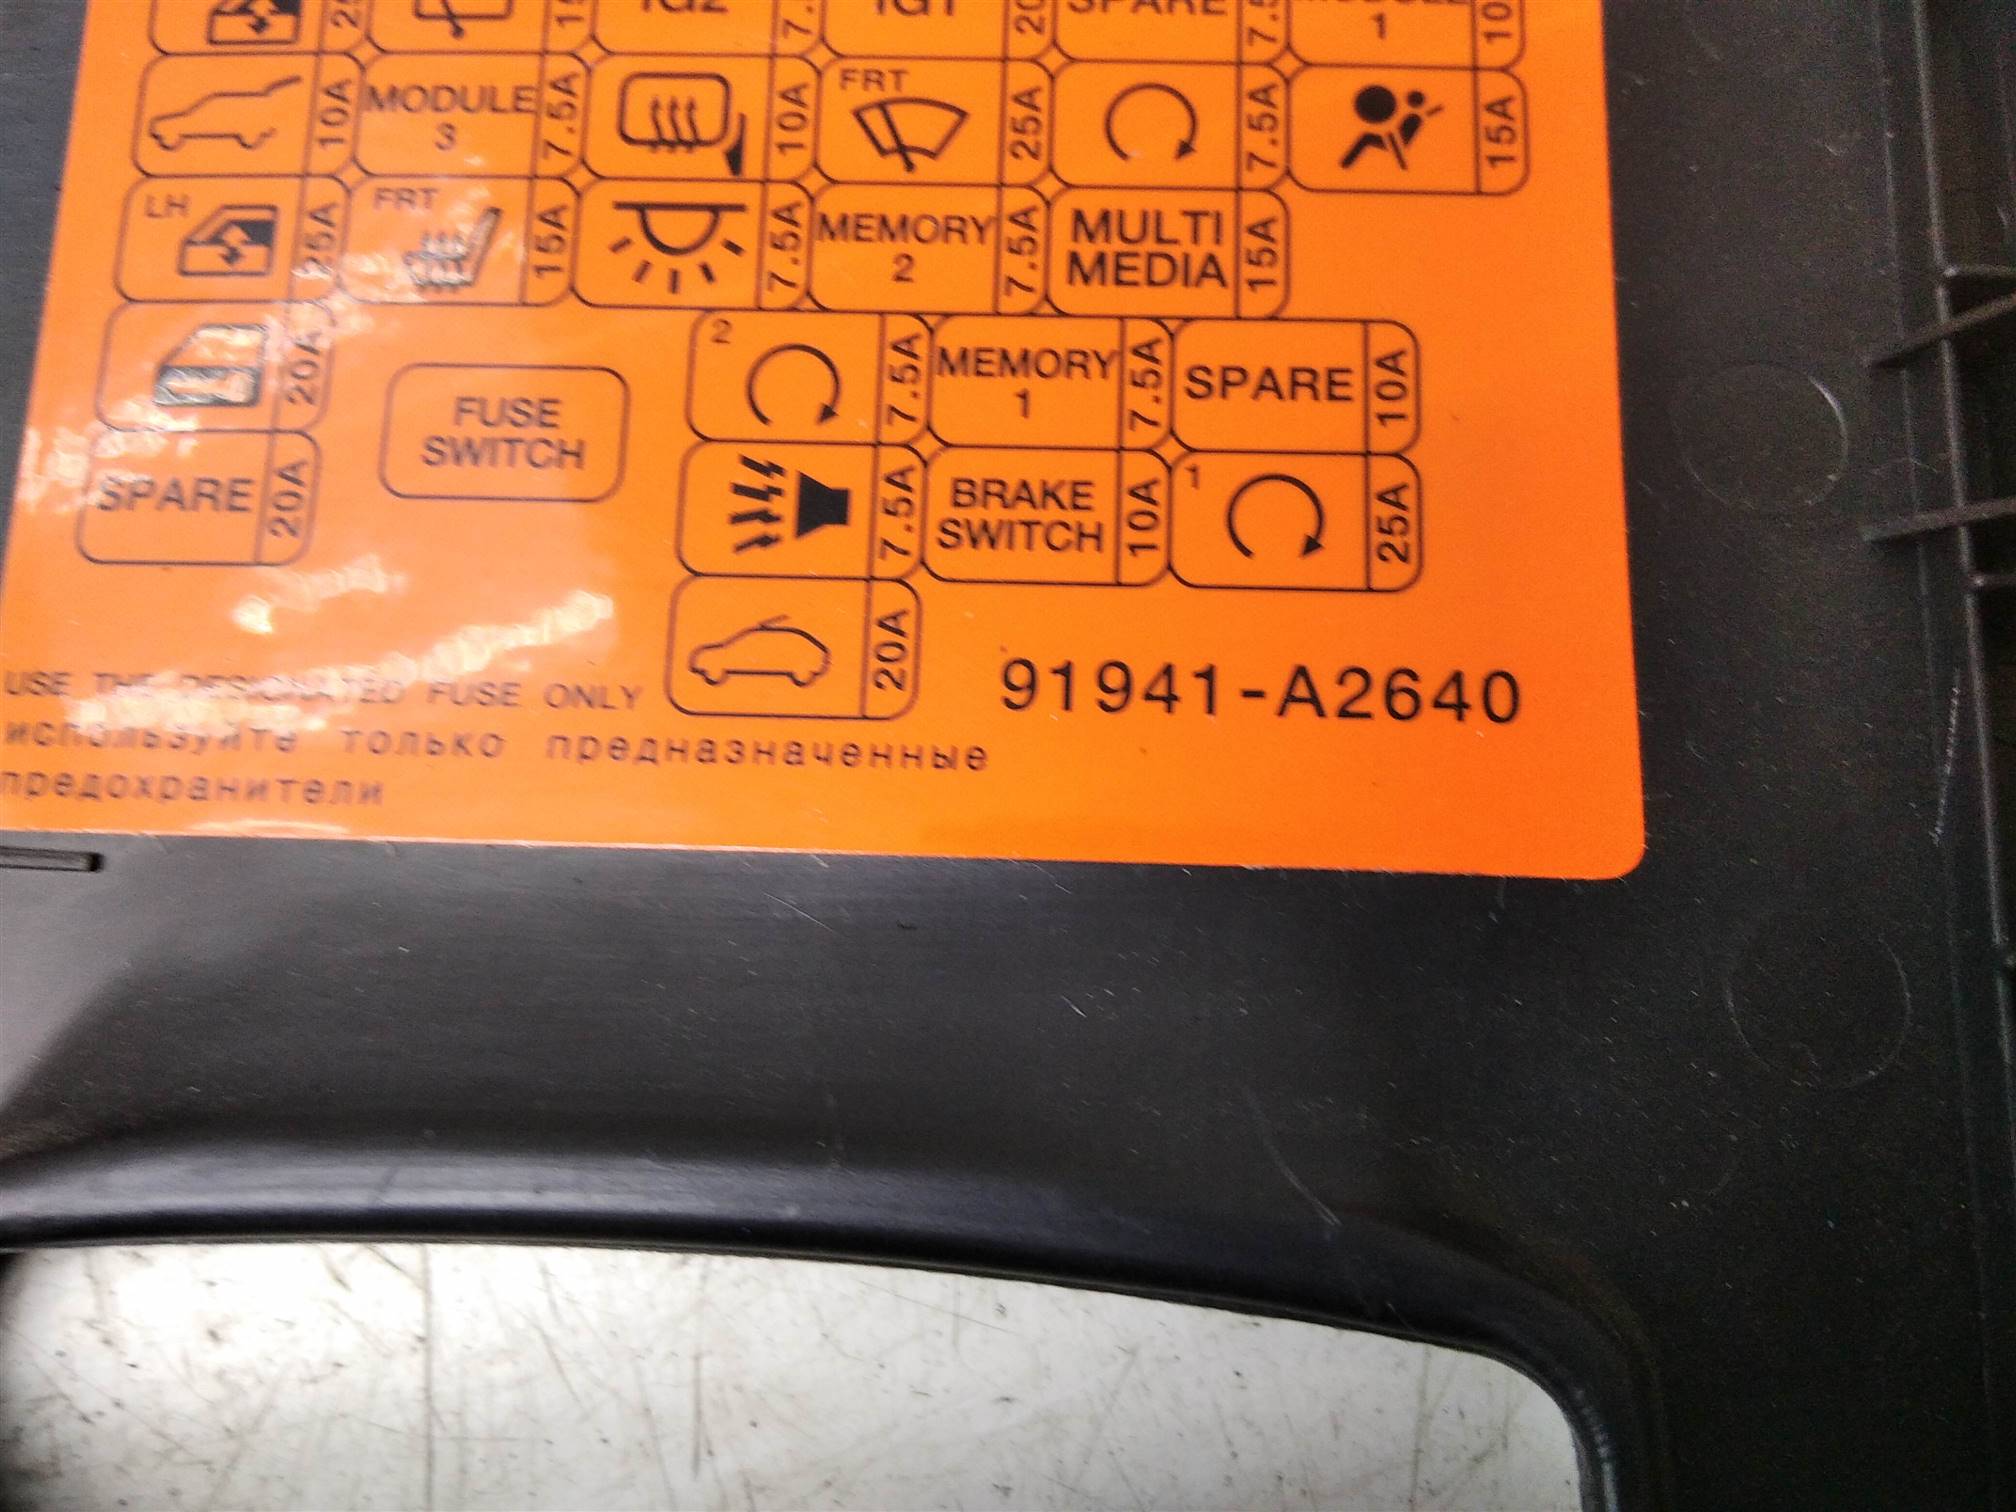 IG2
IG1
SPARE
1
10A
MODULE
3
7.5A
10A
FRT
25A
7.5A
15A
LH
25A
FRT
15A
7.5A
MEMORY
2
7.5A
MULTI
MEDIA
15A
20A
FUSE
SWITCH
2
7.5A
MEMORY
1
7.5A
SPARE
10A
SPARE
20A
7.5A
BRAKE
SWITCH
10A
1
25A
20A
91941-A2640
USE THE DESIGNATED FUSE ONLY
используйте только предназначенные
предохранители